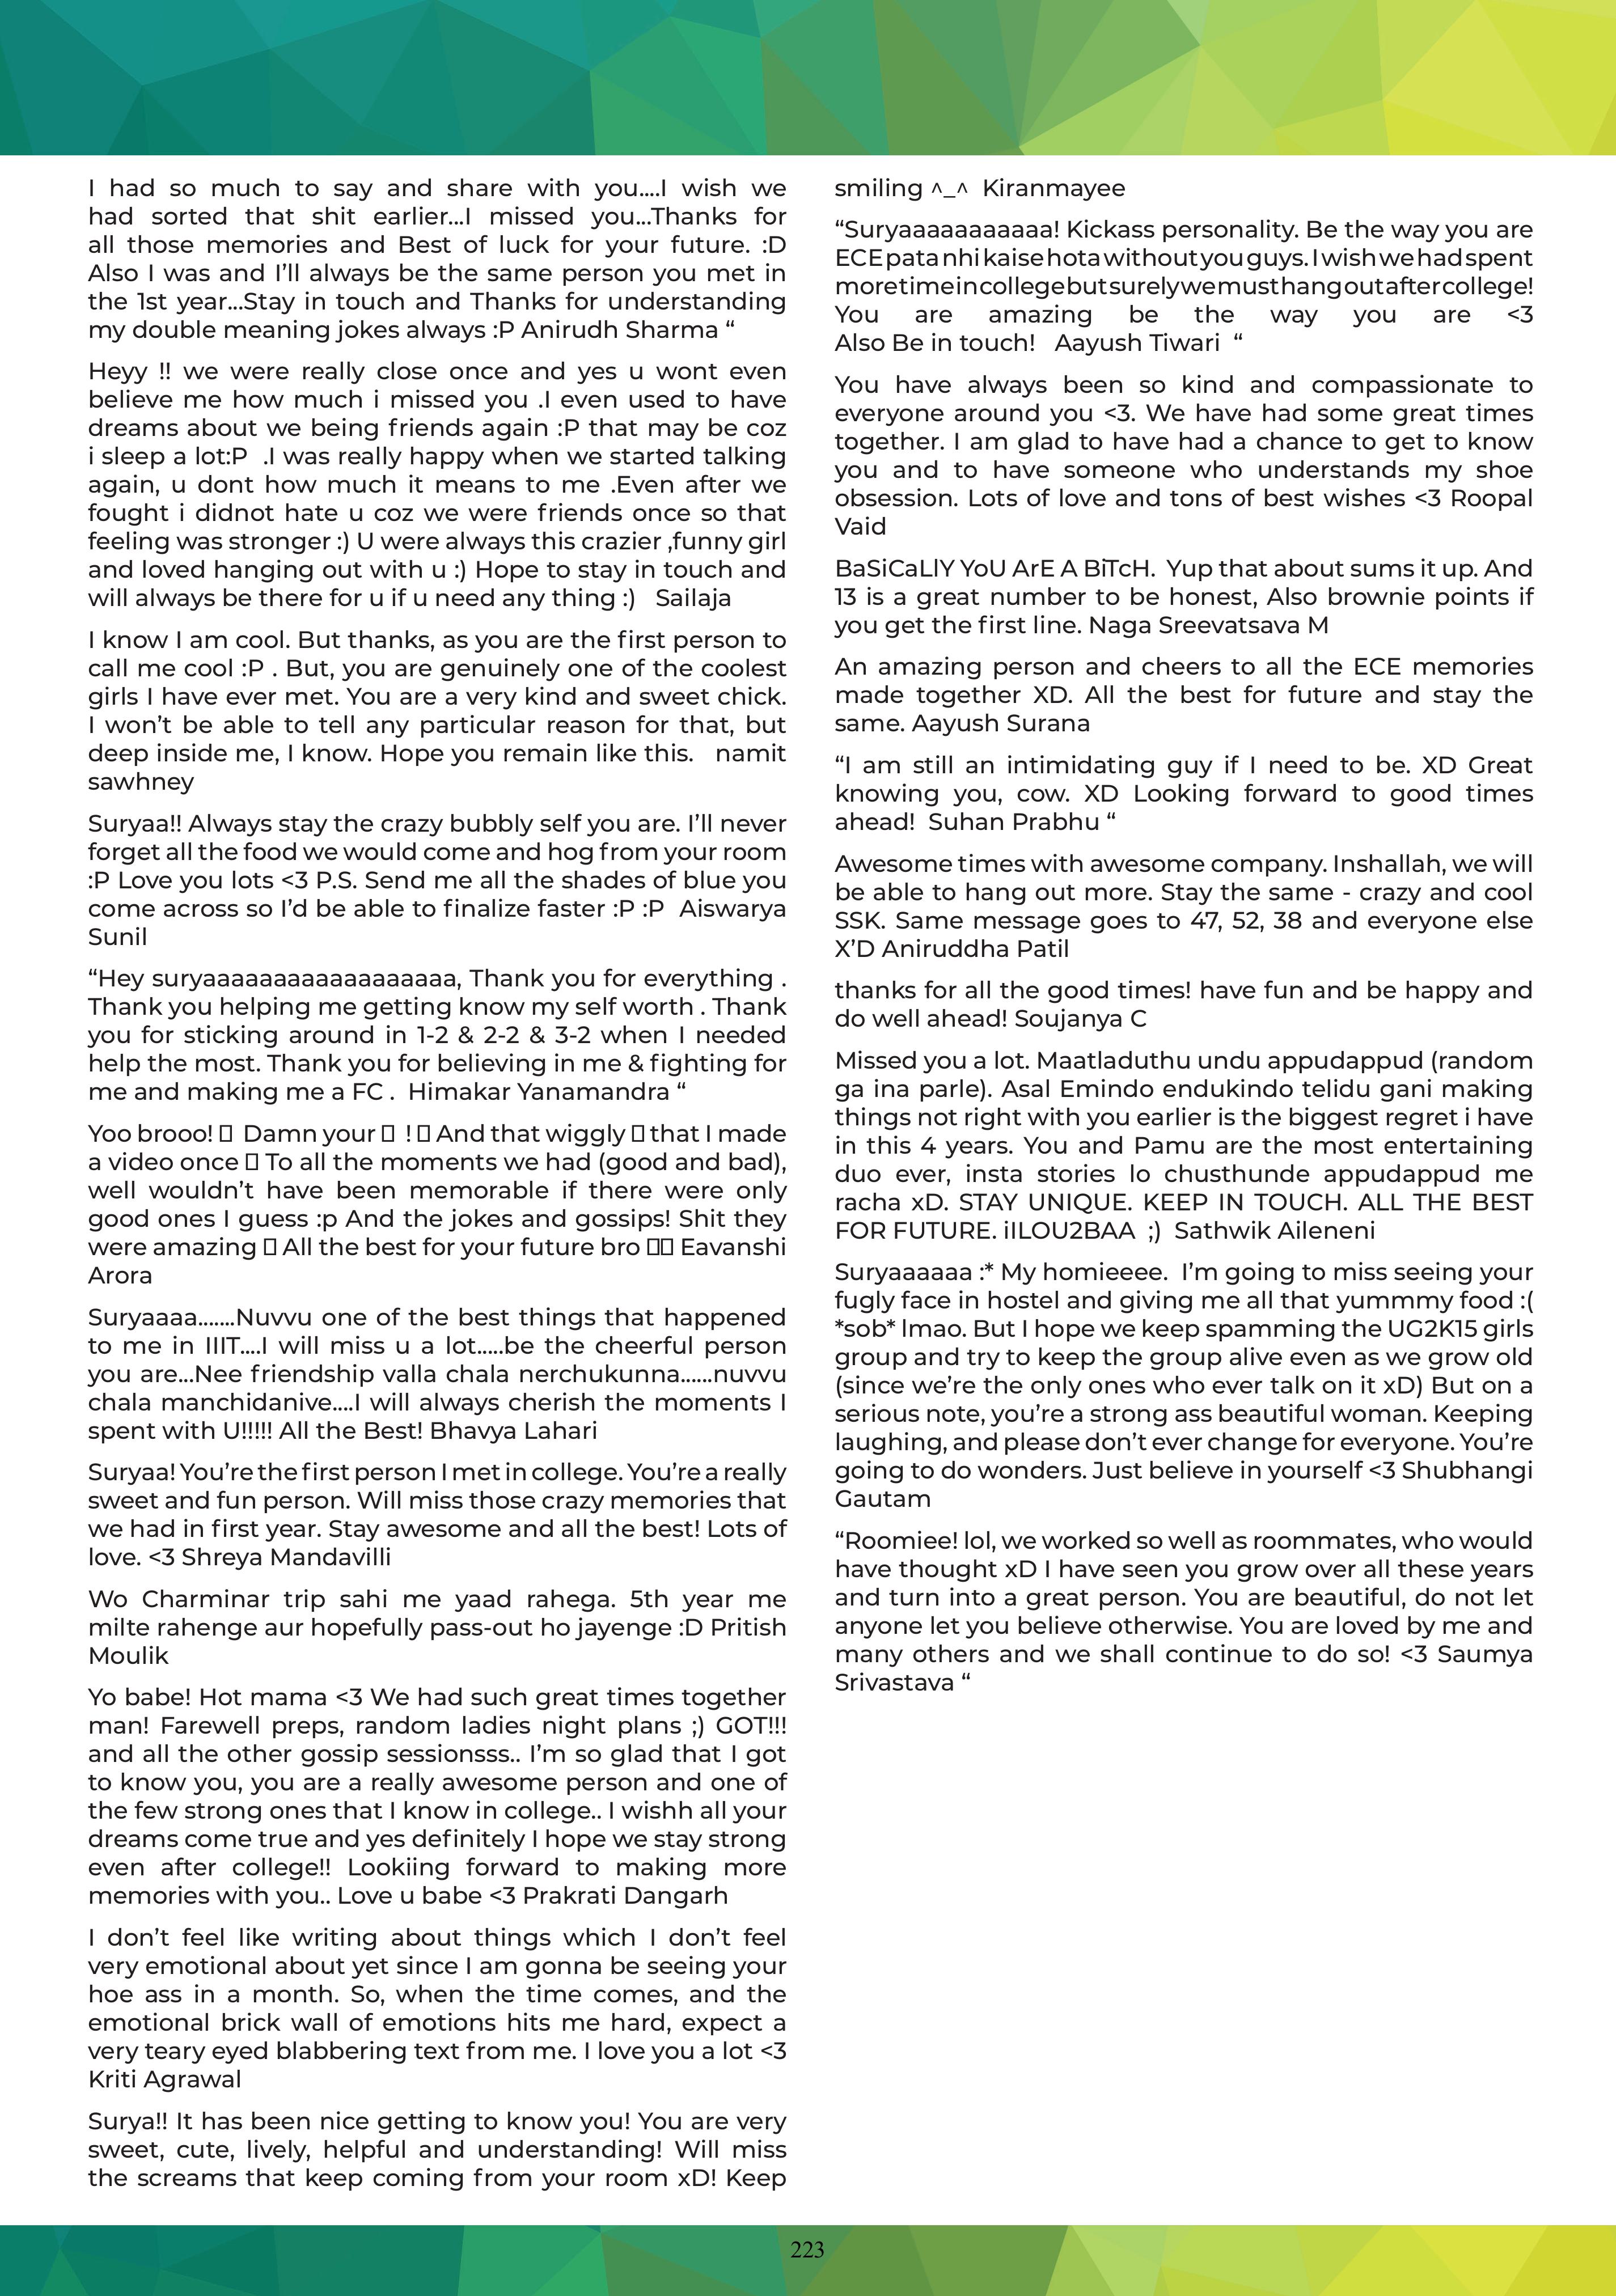 I had so much to say and share with you....I wish we
had sorted that shit earlier...I missed you...Thanks for
all those memories and Best of luck for your future. :D
Also I was and I’ll always be the same person you met in
the 1st year...Stay in touch and Thanks for understanding
my double meaning jokes always :P Anirudh Sharma “
Heyy !! we were really close once and yes u wont even
believe me how much i missed you .I even used to have
dreams about we being friends again :P that may be coz
i sleep a lot:P .I was really happy when we started talking
again, u dont how much it means to me .Even after we
fought i didnot hate u coz we were friends once so that
feeling was stronger :) U were always this crazier ,funny girl
and loved hanging out with u :) Hope to stay in touch and
will always be there for u if u need any thing :) Sailaja
I know I am cool. But thanks, as you are the first person to
call me cool :P . But, you are genuinely one of the coolest
girls I have ever met. You are a very kind and sweet chick.
I won’t be able to tell any particular reason for that, but
deep inside me, I know. Hope you remain like this. namit
sawhney
Suryaa!! Always stay the crazy bubbly self you are. I’ll never
forget all the food we would come and hog from your room
:P Love you lots <3 P.S. Send me all the shades of blue you
come across so I’d be able to finalize faster :P :P Aiswarya
Sunil
“Hey suryaaaaaaaaaaaaaaaaaa, Thank you for everything .
Thank you helping me getting know my self worth . Thank
you for sticking around in 1-2 & 2-2 & 3-2 when I needed
help the most. Thank you for believing in me & fighting for
me and making me a FC . Himakar Yanamandra “
Yoo brooo! Damn your ! And that wiggly that I made
a video once To all the moments we had (good and bad),
well wouldn’t have been memorable if there were only
good ones I guess :p And the jokes and gossips! Shit they
were amazing All the best for your future bro Eavanshi
Arora
Suryaaaa.......Nuvvu one of the best things that happened
to me in IIIT....I will miss u a lot.....be the cheerful person
you are...Nee friendship valla chala nerchukunna......nuvvu
chala manchidanive....I will always cherish the moments I
spent with U!!!!! All the Best! Bhavya Lahari
Suryaa! You’re the first person I met in college. You’re a really
sweet and fun person. Will miss those crazy memories that
we had in first year. Stay awesome and all the best! Lots of
love. <3 Shreya Mandavilli
Wo Charminar trip sahi me yaad rahega. 5th year me
milte rahenge aur hopefully pass-out ho jayenge :D Pritish
Moulik
Yo babe! Hot mama <3 We had such great times together
man! Farewell preps, random ladies night plans ;) GOT!!!
and all the other gossip sessionsss.. I’m so glad that I got
to know you, you are a really awesome person and one of
the few strong ones that I know in college.. I wishh all your
dreams come true and yes definitely I hope we stay strong
even after college!! Lookiing forward to making more
memories with you.. Love u babe <3 Prakrati Dangarh
I don’t feel like writing about things which I don’t feel
very emotional about yet since I am gonna be seeing your
hoe ass in a month. So, when the time comes, and the
emotional brick wall of emotions hits me hard, expect a
very teary eyed blabbering text from me. I love you a lot <3
Kriti Agrawal
Surya!! It has been nice getting to know you! You are very
sweet, cute, lively, helpful and understanding! Will miss
the screams that keep coming from your room xD! Keep
smiling ^_^ Kiranmayee
“Suryaaaaaaaaaaa! Kickass personality. Be the way you are
ECE pata nhi kaise hota without you guys. I wish we had spent
more time in college but surely we must hang out after college!
You are amazing be the way you are <3
Also Be in touch! Aayush Tiwari “
You have always been so kind and compassionate to
everyone around you <3. We have had some great times
together. I am glad to have had a chance to get to know
you and to have someone who understands my shoe
obsession. Lots of love and tons of best wishes <3 Roopal
Vaid
BaSiCaLlY YoU ArE A BiTcH. Yup that about sums it up. And
13 is a great number to be honest, Also brownie points if
you get the first line. Naga Sreevatsava M
An amazing person and cheers to all the ECE memories
made together XD. All the best for future and stay the
same. Aayush Surana
“I am still an intimidating guy if I need to be. XD Great
knowing you, cow. XD Looking forward to good times
ahead! Suhan Prabhu “
Awesome times with awesome company. Inshallah, we will
be able to hang out more. Stay the same - crazy and cool
SSK. Same message goes to 47, 52, 38 and everyone else
X’D Aniruddha Patil
thanks for all the good times! have fun and be happy and
do well ahead! Soujanya C
Missed you a lot. Maatladuthu undu appudappud (random
ga ina parle). Asal Emindo endukindo telidu gani making
things not right with you earlier is the biggest regret i have
in this 4 years. You and Pamu are the most entertaining
duo ever, insta stories lo chusthunde appudappud me
racha xD. STAY UNIQUE. KEEP IN TOUCH. ALL THE BEST
FOR FUTURE. iILOU2BAA ;) Sathwik Aileneni
Suryaaaaaa :* My homieeee. I’m going to miss seeing your
fugly face in hostel and giving me all that yummmy food :(
*sob* lmao. But I hope we keep spamming the UG2K15 girls
group and try to keep the group alive even as we grow old
(since we’re the only ones who ever talk on it xD) But on a
serious note, you’re a strong ass beautiful woman. Keeping
laughing, and please don’t ever change for everyone. You’re
going to do wonders. Just believe in yourself <3 Shubhangi
Gautam
“Roomiee! lol, we worked so well as roommates, who would
have thought xD I have seen you grow over all these years
and turn into a great person. You are beautiful, do not let
anyone let you believe otherwise. You are loved by me and
many others and we shall continue to do so! <3 Saumya
Srivastava “
223